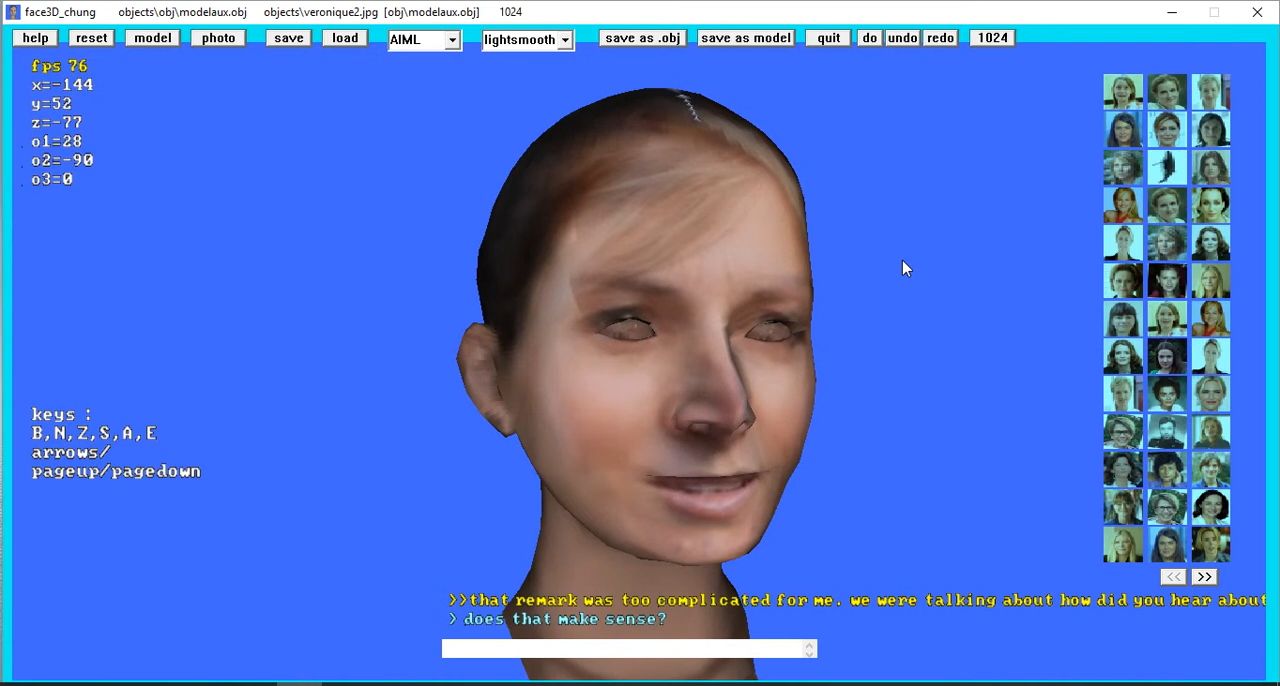 face3D_chung objects\obj\modelaux.obj objects\veronique2.jpg [obj\modelaux.obj] 1024
help reset model photo save load AIML lightsmooth save as .obj save as model quit do undo redo 1024
fps 76
x=-144
y=52
z=-77
o1=28
o2=-90
o3=0
keys :
B,N,Z,S,A,E
arrows/
pageup/pagedown
<< >>
>>that remark was too complicated for me. we were talking about how did you hear about
> does that make sense?